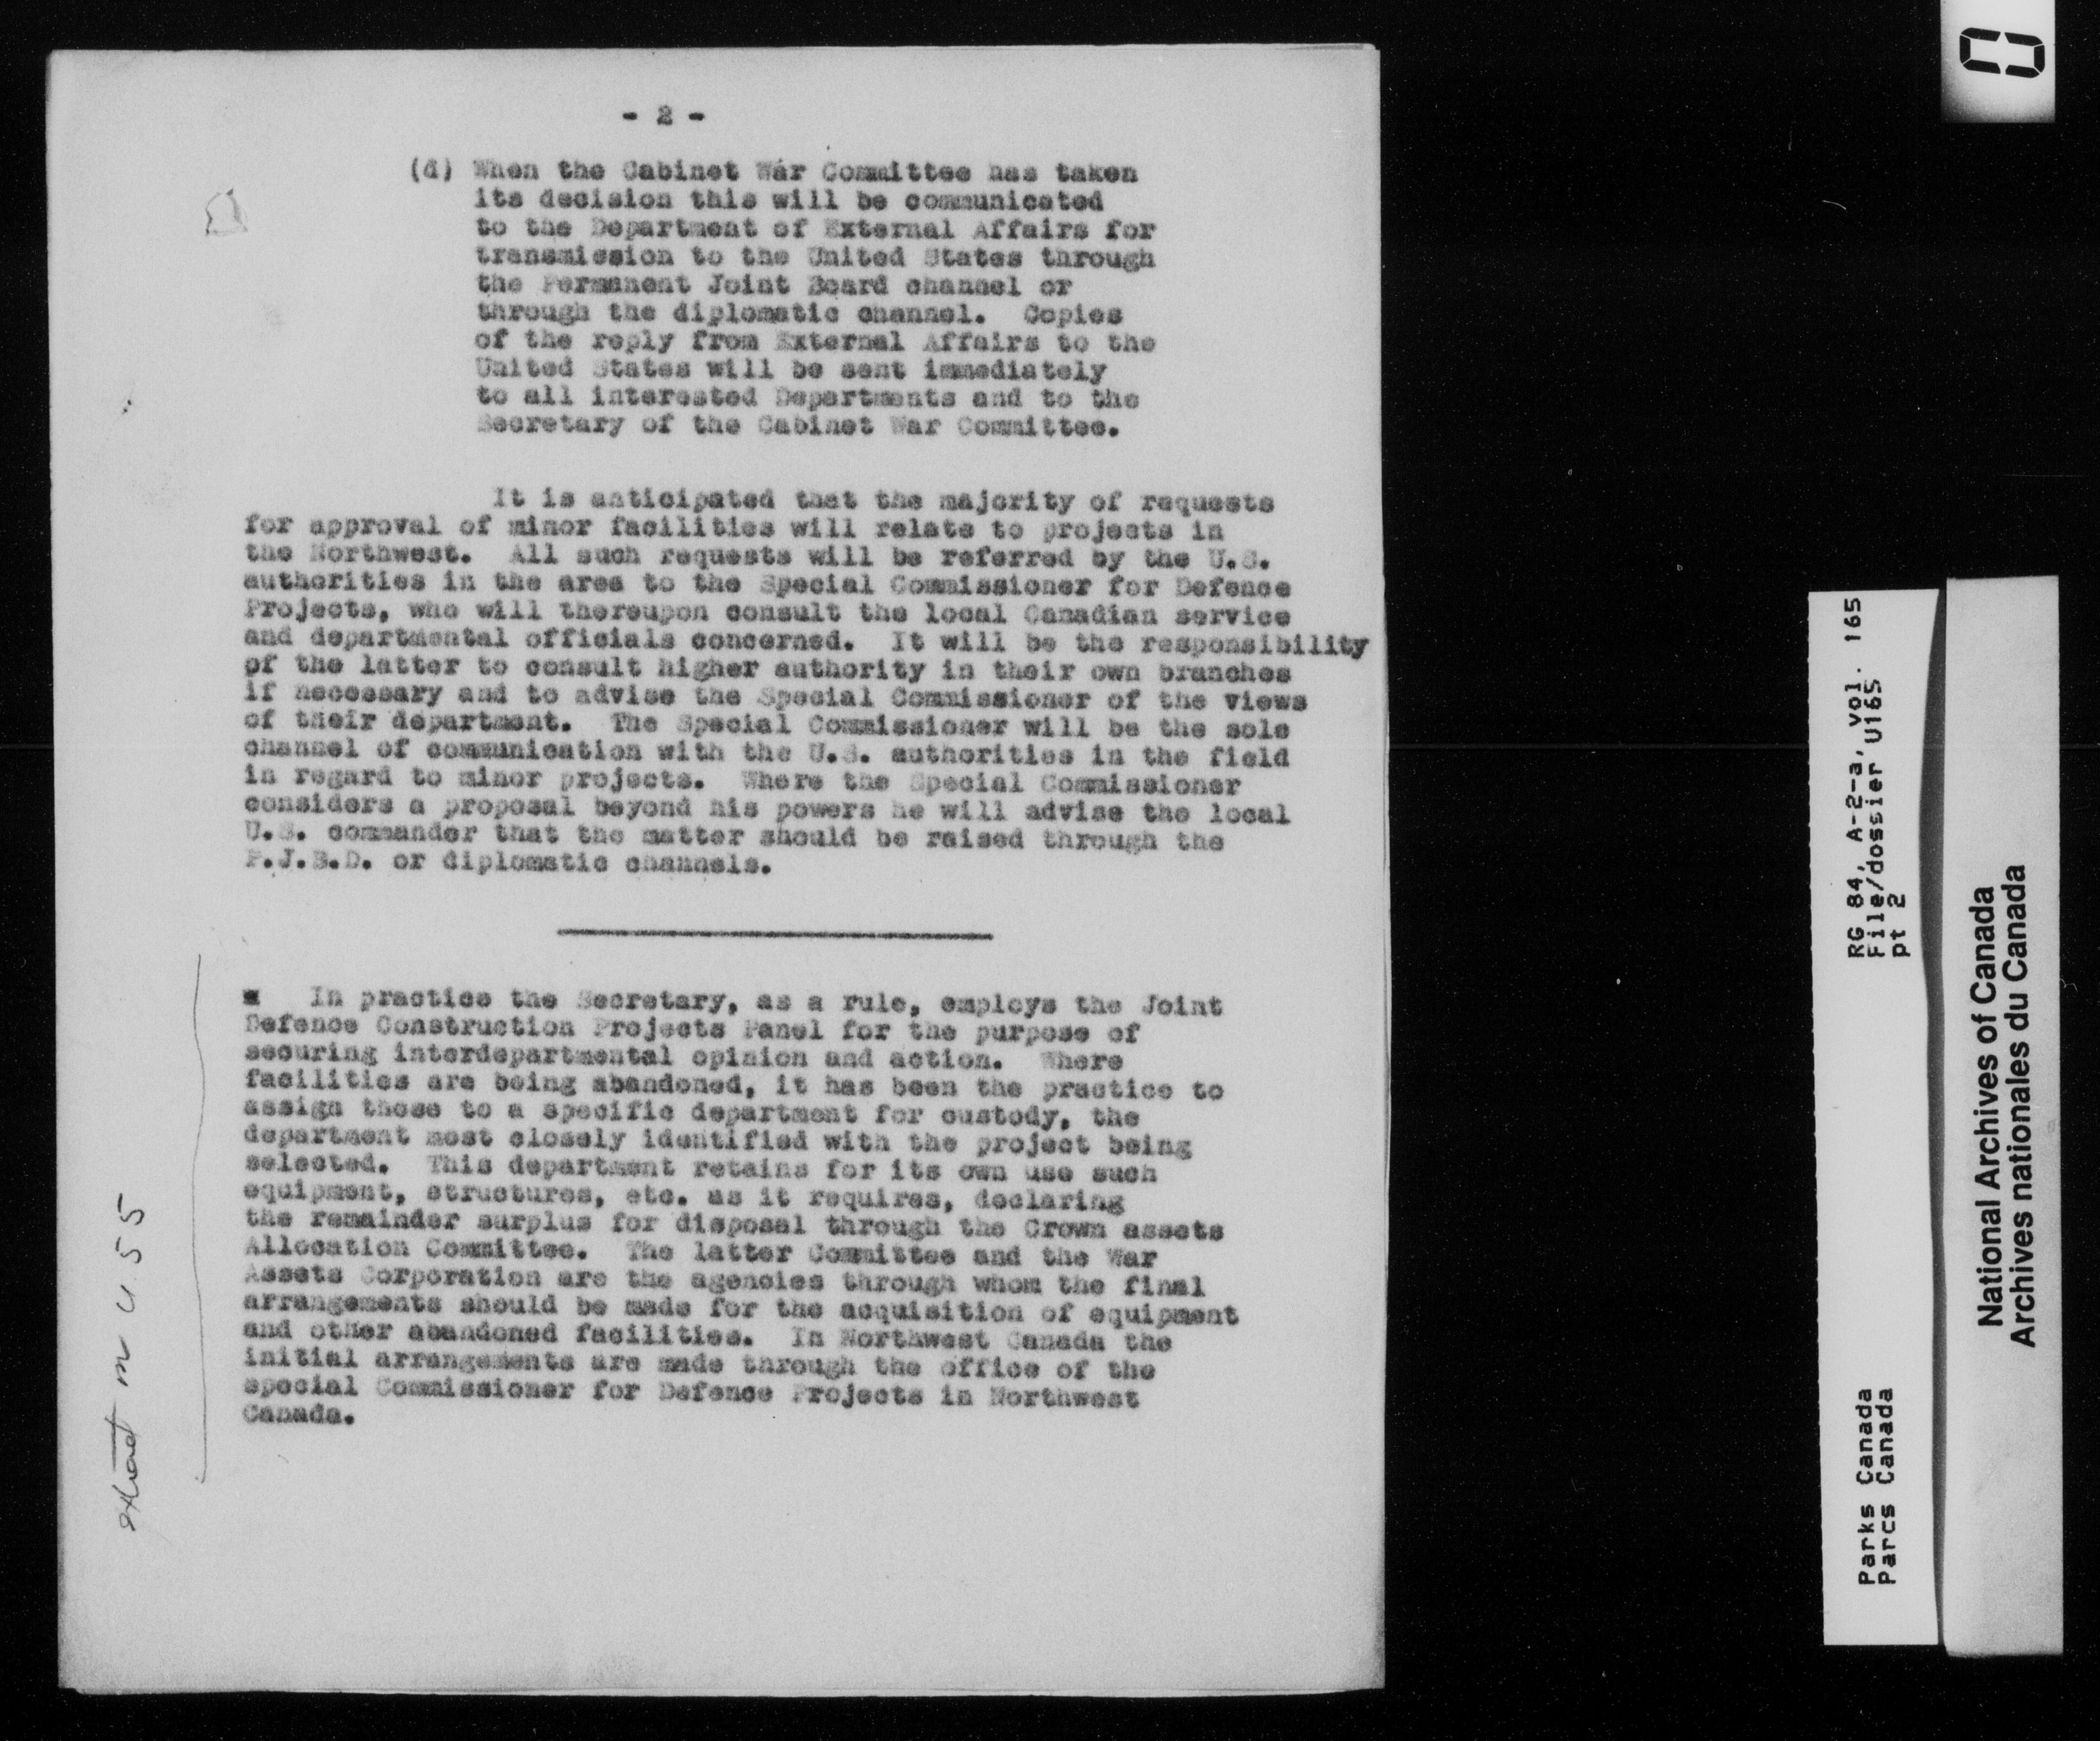 - 2 -
(d) When the Cabinet War Committee has taken
its decision this will be communicated
to the Department of External Affairs for
transmission to the United States through
the Permanent Joint Board channel or
through the diplomatic channel. Copies
of the reply from External Affairs to the
United States will be sent immediately
to all interested Departments and to the
Secretary of the Cabinet War Committee.
It is anticipated that the majority of requests
for approval of minor facilities will relate to projects in
the Northwest. All such requests will be referred by the U.S.
authorities in the area to the Special Commissioner for Defence
Projects, who will thereupon consult the local Canadian service
and departmental officials concerned. It will be the responsibility
of the latter to consult higher authority in their own branches
if necessary and to advise the Special Commissioner of the views
of their department. The Special Commissioner will be the sole
channel of communication with the U.S. authorities in the field
in regard to minor projects. Where the Special Commissioner
considers a proposal beyond his powers he will advise the local
U.S. commander that the matter should be raised through the
P.J.B.D. or diplomatic channels.
In practice the Secretary, as a rule, employs the Joint
Defence Construction Projects Panel for the purpose of
securing interdepartmental opinion and action. Where
facilities are being abandoned, it has been the practice to
assign those to a specific department for custody, the
department most closely identified with the project being
selected. This department retains for its own use such
equipment, structures, etc. as it requires, declaring
the remainder surplus for disposal through the Crown assets
Allocation Committee. The latter Committee and the War
Assets Corporation are the agencies through whom the final
arrangements should be made for the acquisition of equipment
and other abandoned facilities. In Northwest Canada the
initial arrangements are made through the office of the
special Commissioner for Defence Projects in Northwest
Canada.
RG 84, A-2-a, vol. 165
File/dossier U165
pt 2
Parks Canada
Parcs Canada
National Archives of Canada
Archives nationales du Canada